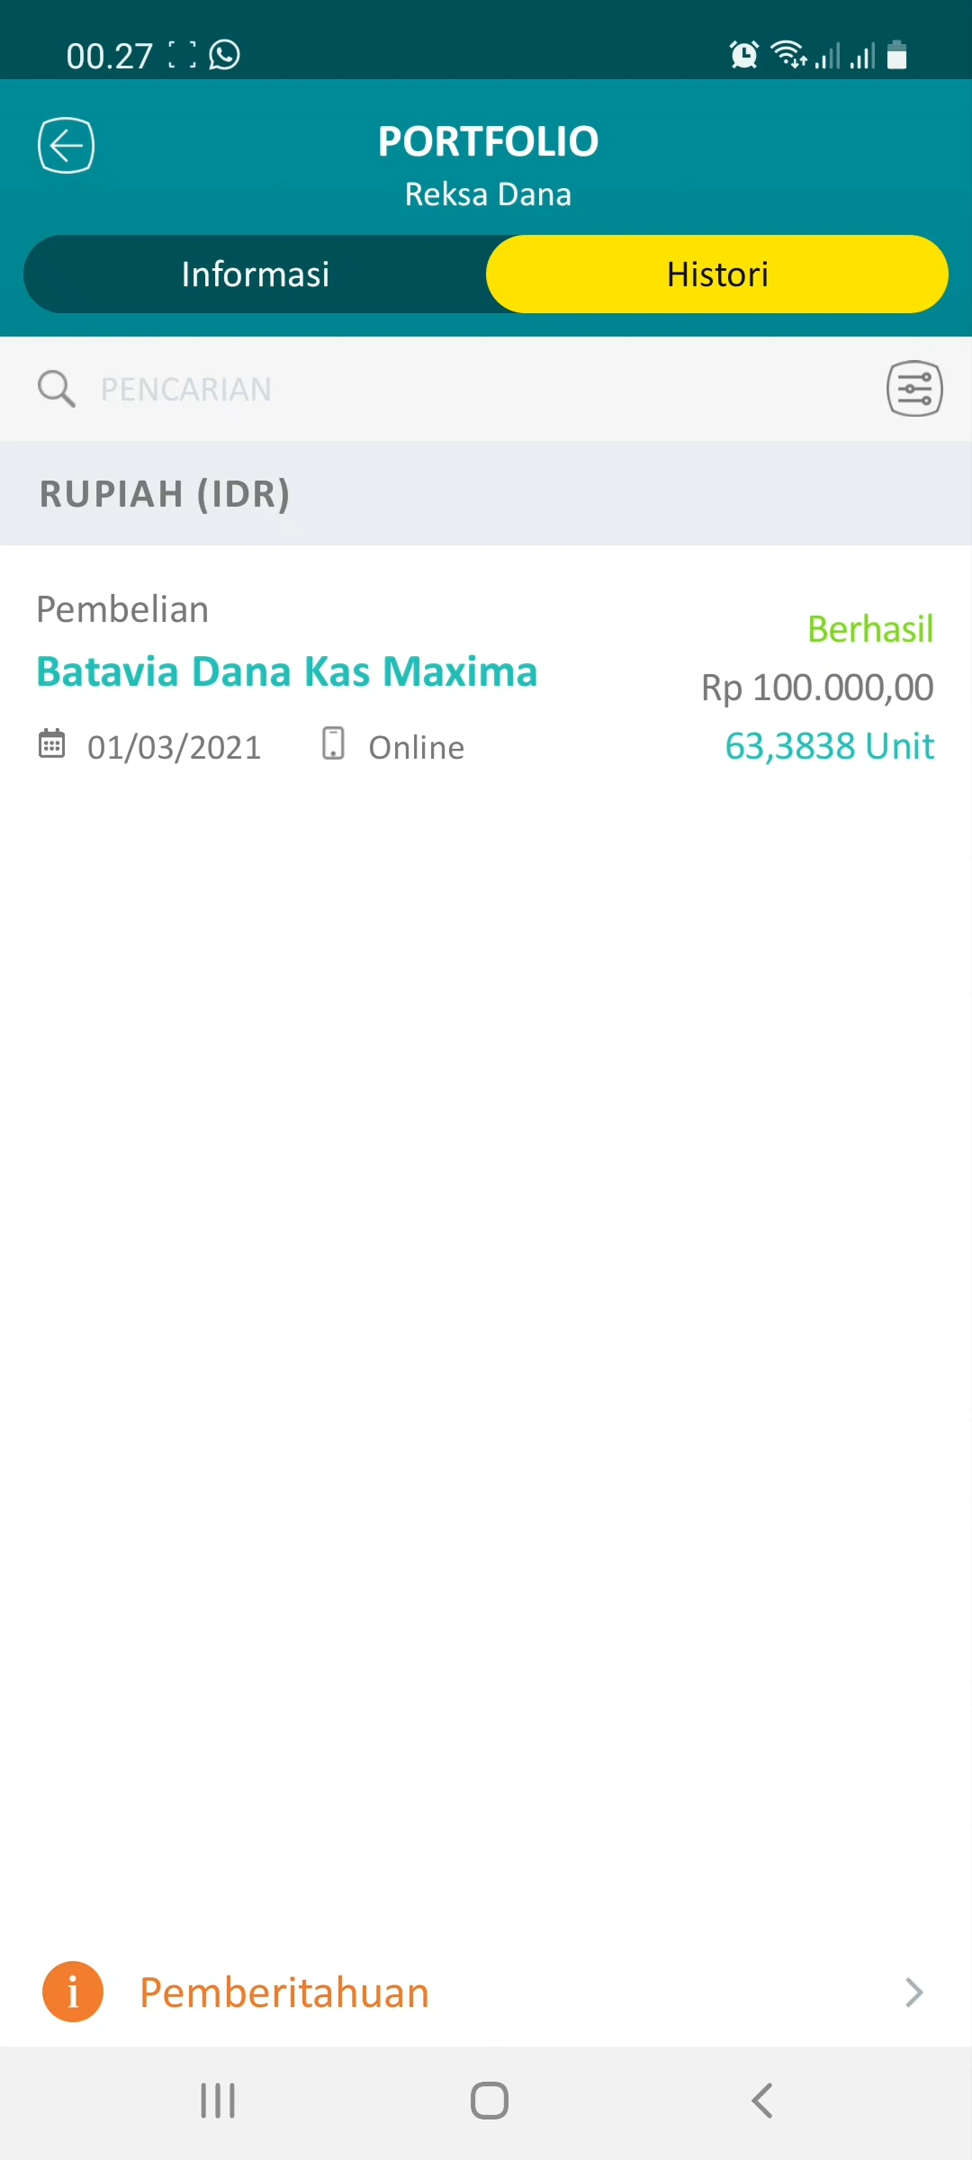 00.27
PORTFOLIO
Reksa Dana
Informasi
Histori
PENCARIAN
RUPIAH (IDR)
Pembelian
Berhasil
Batavia Dana Kas Maxima
Rp 100.000,00
01/03/2021
Online
63,3838 Unit
Pemberitahuan